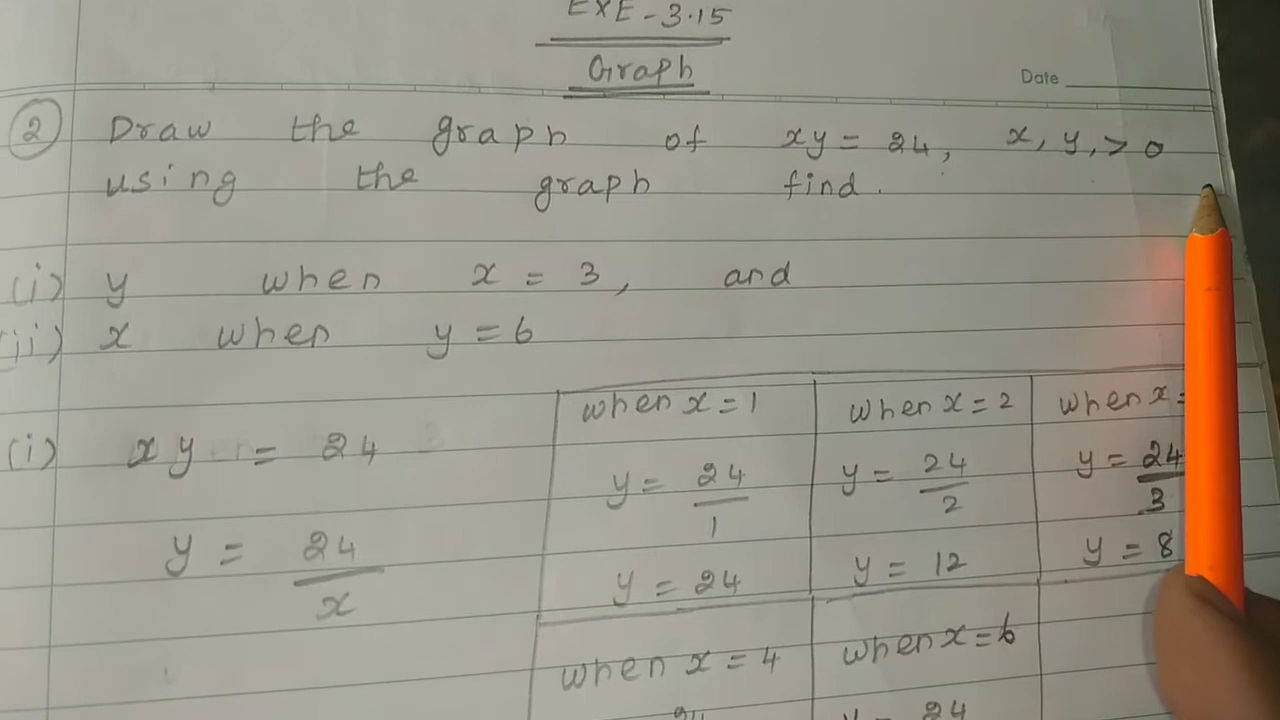 EXE - 3.15
Graph
Date
② Draw the graph of xy = 24, x, y, > 0
using the graph find.
(i) y when x = 3, and
(ii) x when y = 6
(i) xy = 24
y = 24/x
when x = 1
y = 24/1
y = 24
when x = 2
y = 24/2
y = 12
when x =
y = 24/3
y = 8
when x = 4
24
when x = 6
y = 24